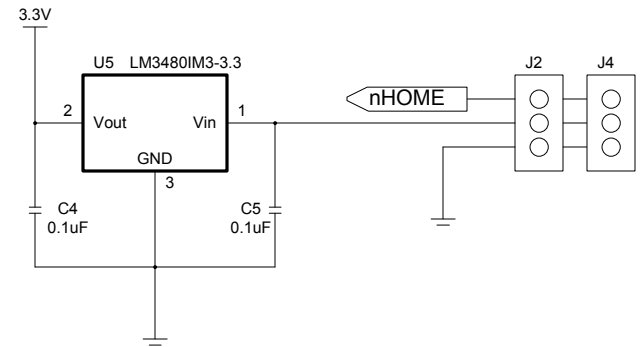 3.3V
U5 LM3480IM3-3.3
J2
J4
nHOME
2
Vout
Vin
1
GND
3
C4
0.1uF
C5
0.1uF